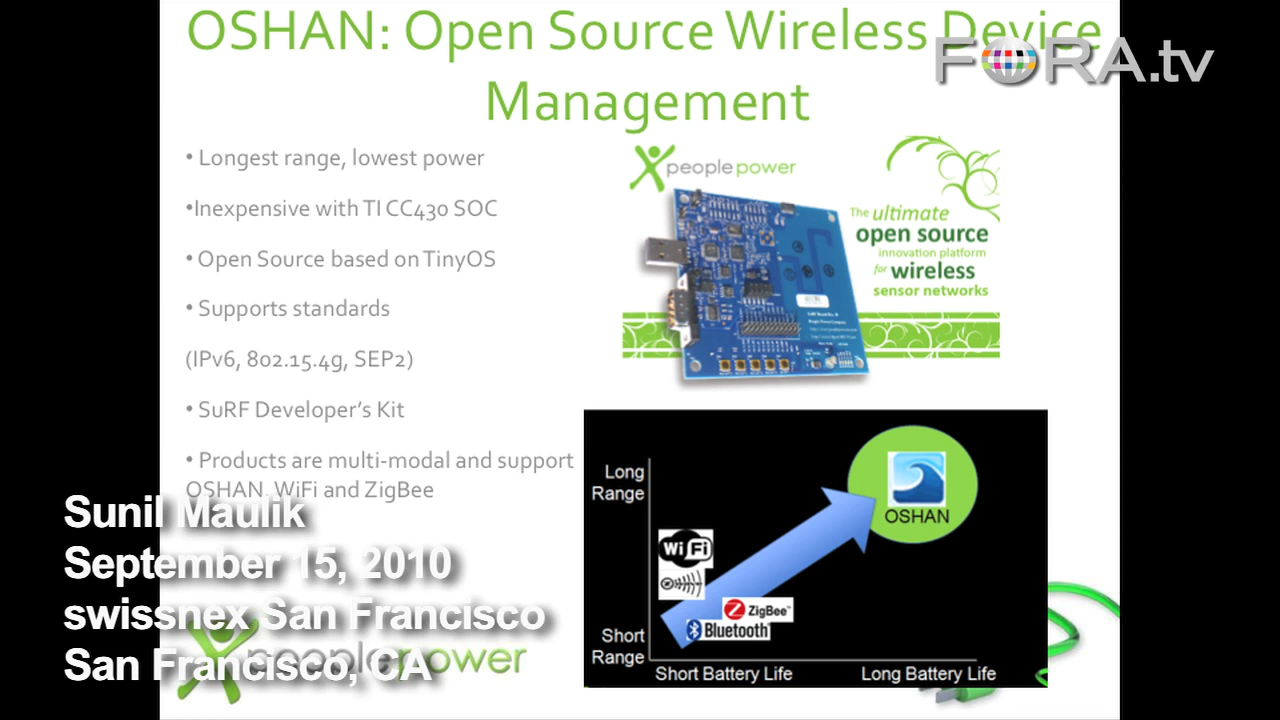 OSHAN: Open Source Wireless Device
Management
FORA.tv
• Longest range, lowest power
•Inexpensive with TI CC430 SOC
• Open Source based on TinyOS
• Supports standards
(IPv6, 802.15.4g, SEP2)
• SuRF Developer's Kit
• Products are multi-modal and support
OSHAN, WiFi and ZigBee
people power
The ultimate
open source
innovation platform
for wireless
sensor networks
Long
Range
OSHAN
WiFi
ZigBee™
Bluetooth
Short
Range
Short Battery Life
Long Battery Life
Sunil Maulik
September 15, 2010
swissnex San Francisco
San Francisco, CA
people power